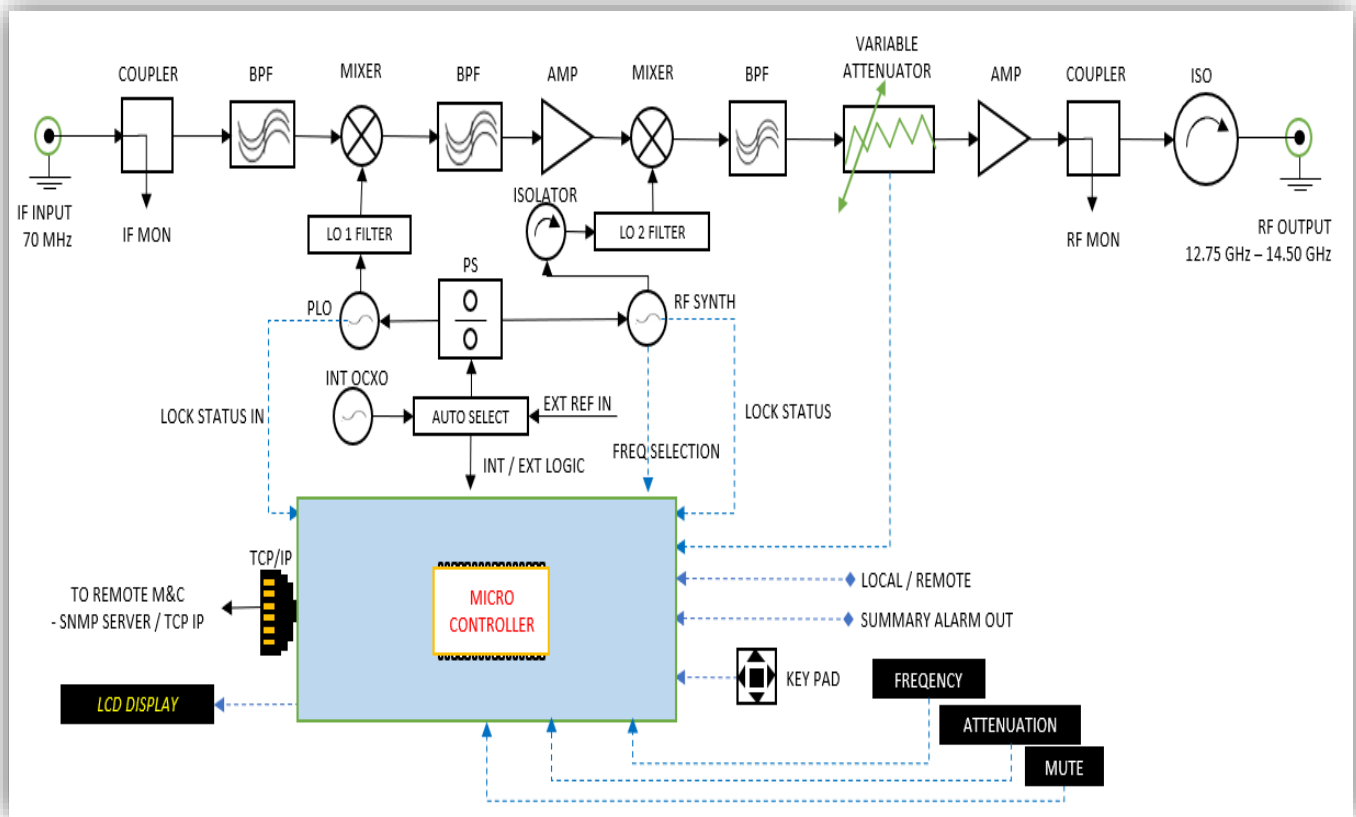 VARIABLE
ATTENUATOR
COUPLER
BPF
MIXER
BPF
AMP
MIXER
BPF
AMP
COUPLER
ISO
IF INPUT
70 MHz
IF MON
LO 1 FILTER
ISOLATOR
LO 2 FILTER
RF MON
RF OUTPUT
12.75 GHz – 14.50 GHz
PS
PLO
RF SYNTH
INT OCXO
LOCK STATUS IN
AUTO SELECT
EXT REF IN
LOCK STATUS
INT / EXT LOGIC
FREQ SELECTION
TCP/IP
TO REMOTE M&C
- SNMP SERVER / TCP IP
MICRO
CONTROLLER
LOCAL / REMOTE
SUMMARY ALARM OUT
KEY PAD
FREQENCY
LCD DISPLAY
ATTENUATION
MUTE